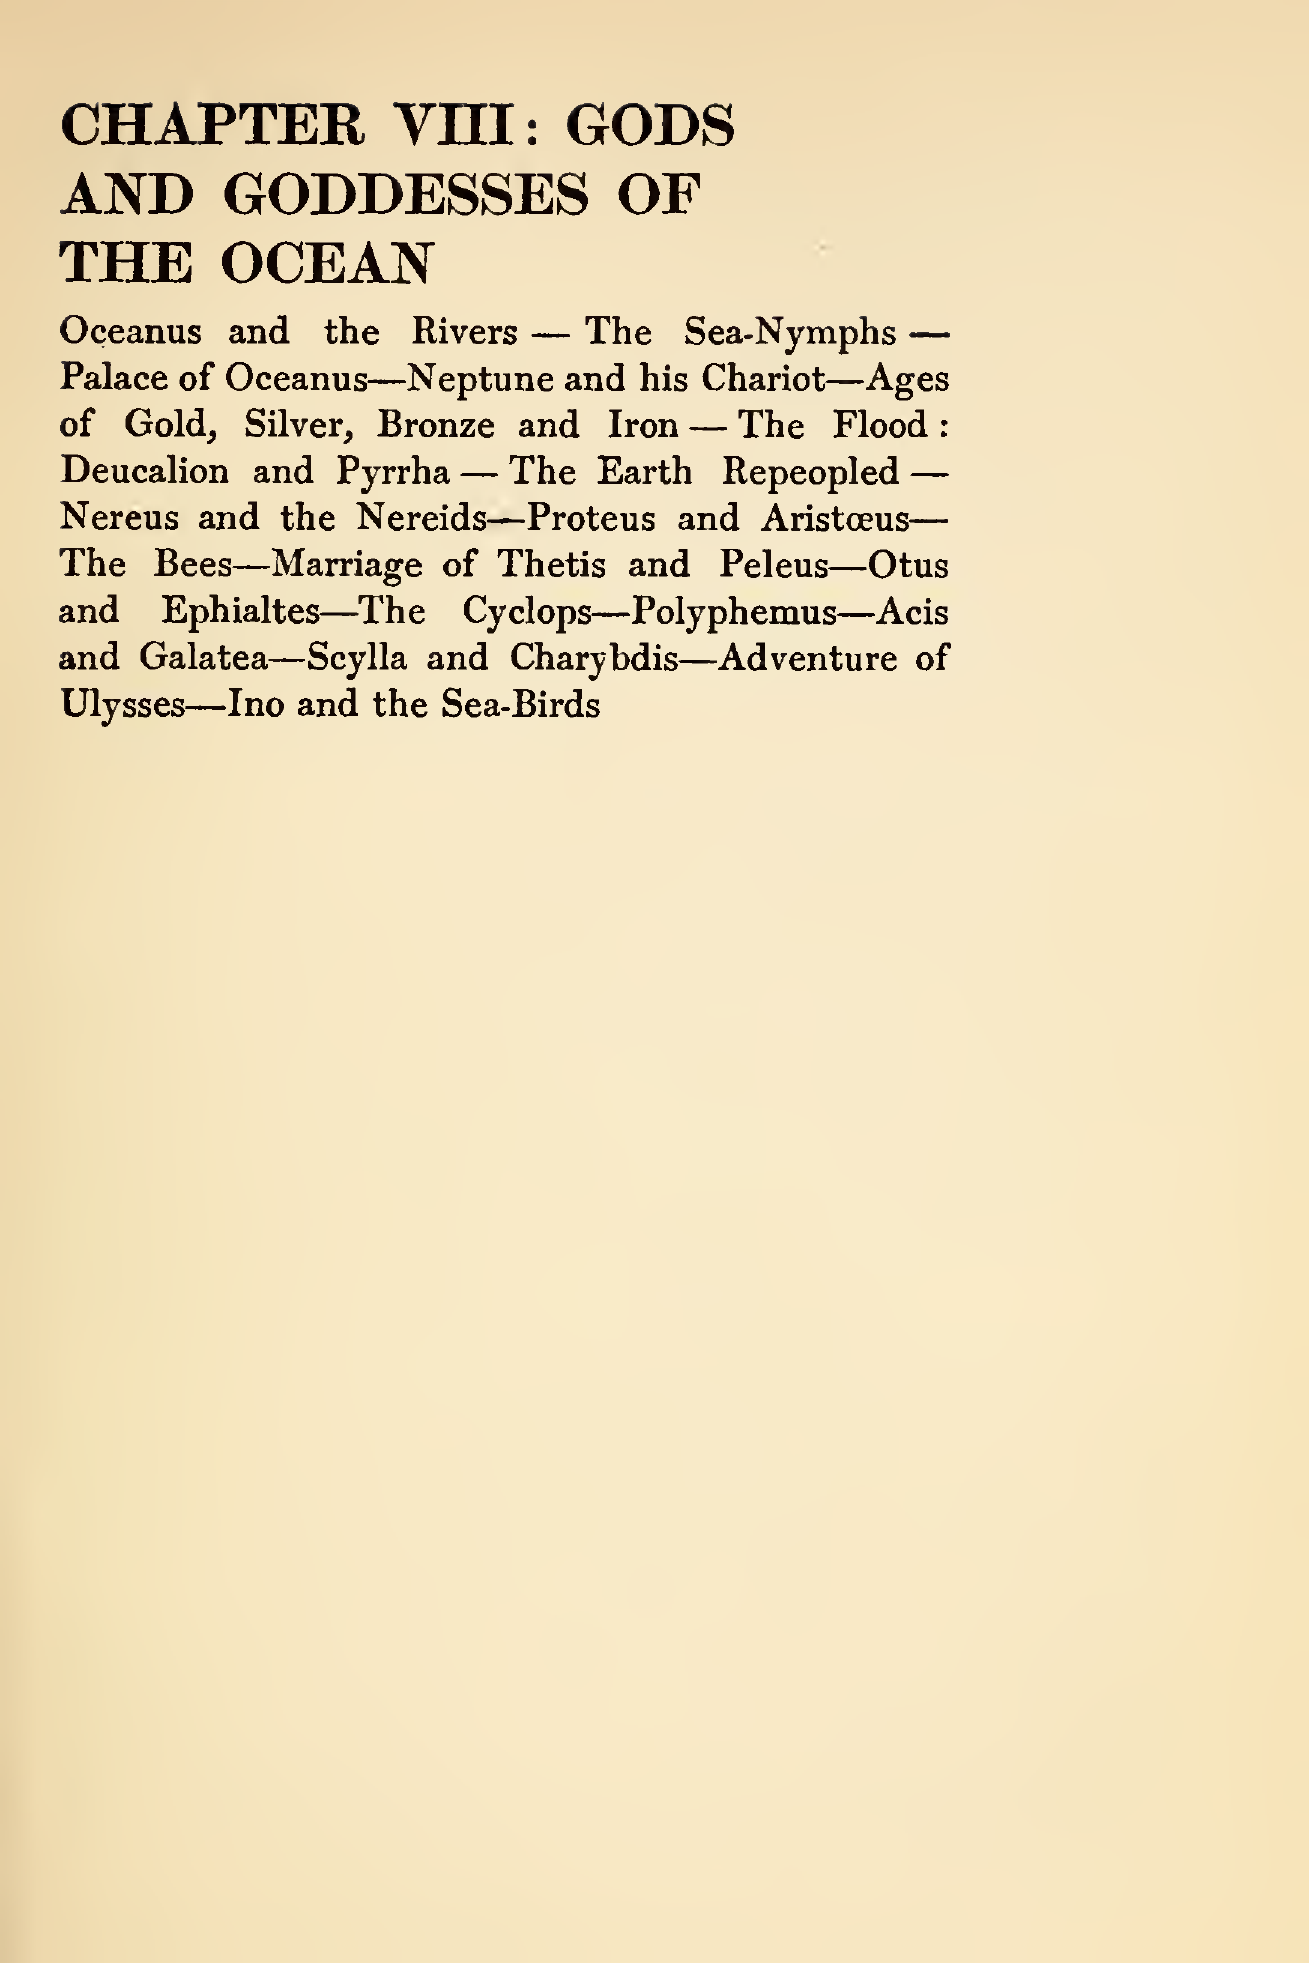 CHAPTER VIII: GODS
AND GODDESSES OF
THE OCEAN
Oceanus and the Rivers — The Sea-Nymphs —
Palace of Oceanus—Neptune and his Chariot—Ages
of Gold, Silver, Bronze and Iron — The Flood :
Deucalion and Pyrrha — The Earth Repeopled —
Nereus and the Nereids—Proteus and Aristœus—
The Bees—Marriage of Thetis and Peleus—Otus
and Ephialtes—The Cyclops—Polyphemus—Acis
and Galatea—Scylla and Charybdis—Adventure of
Ulysses—Ino and the Sea-Birds